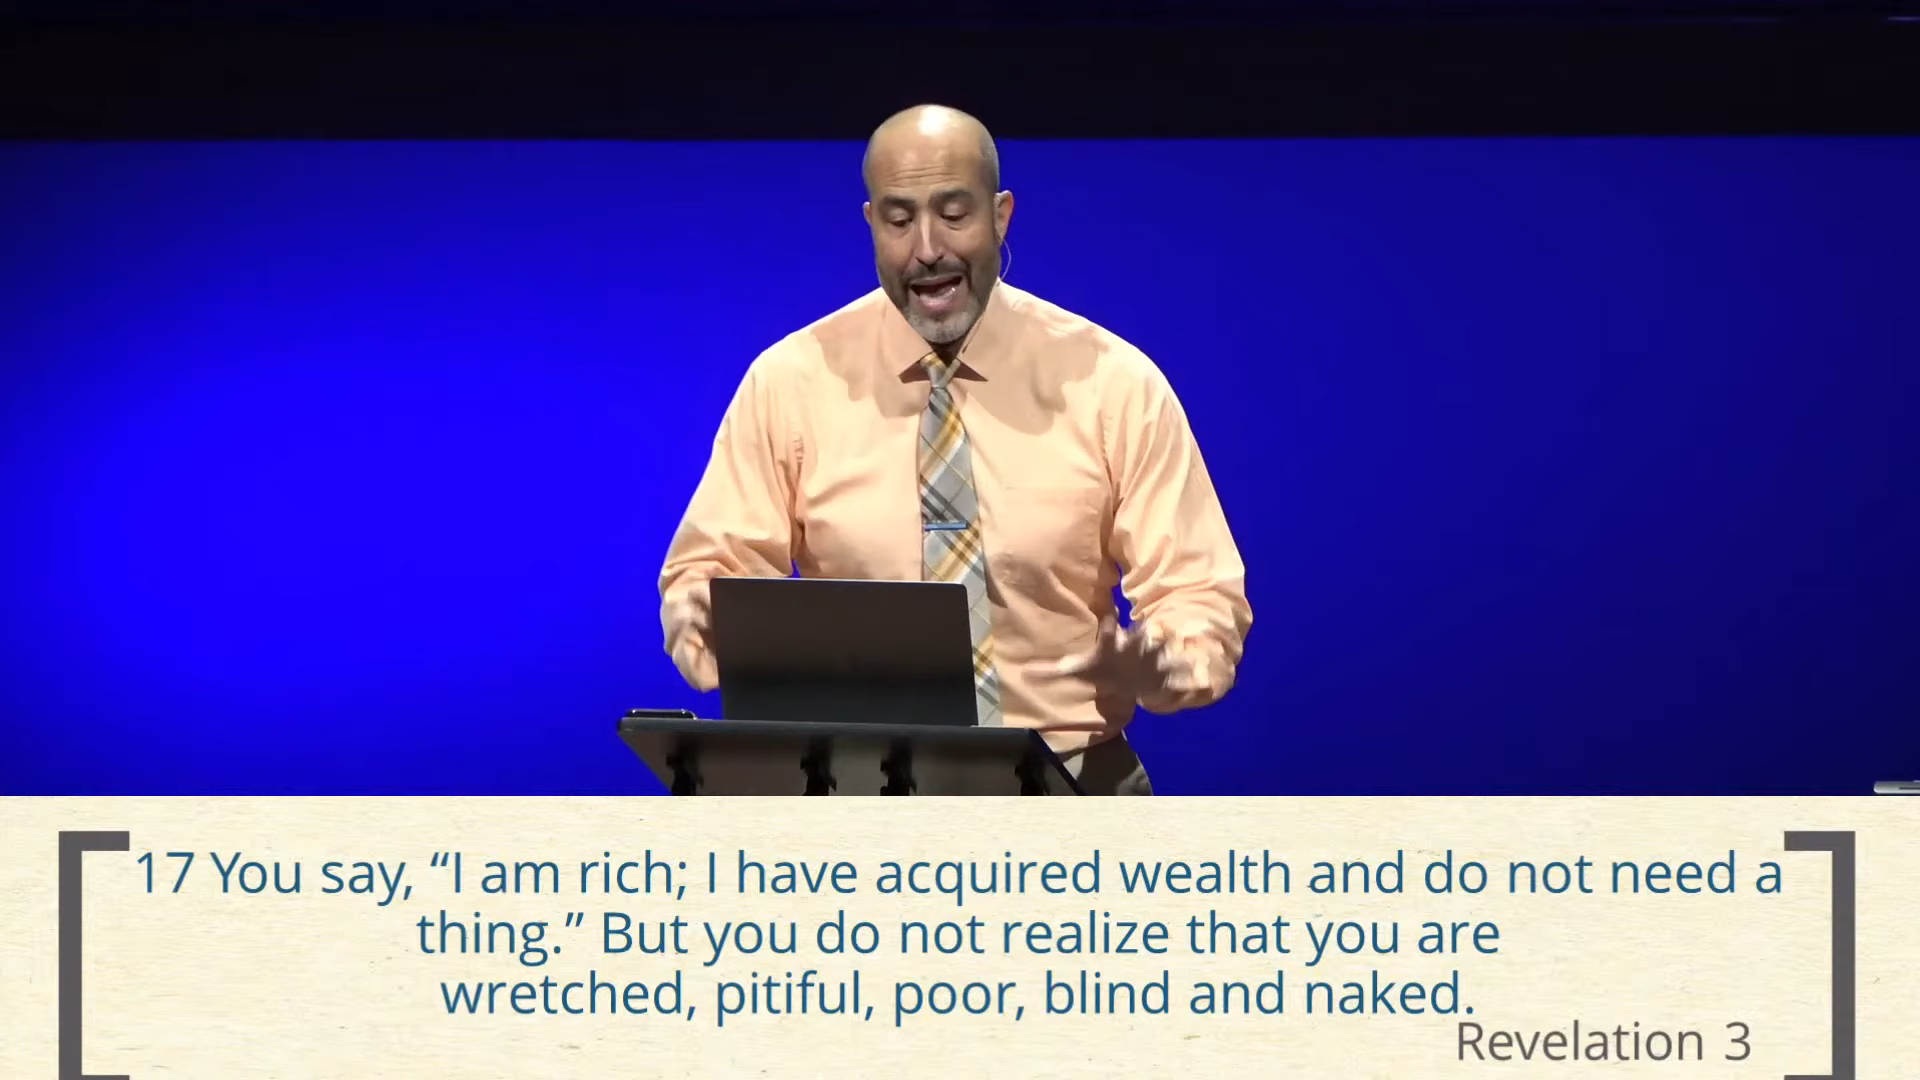 17 You say, “I am rich; I have acquired wealth and do not need a
thing.” But you do not realize that you are
wretched, pitiful, poor, blind and naked.
Revelation 3